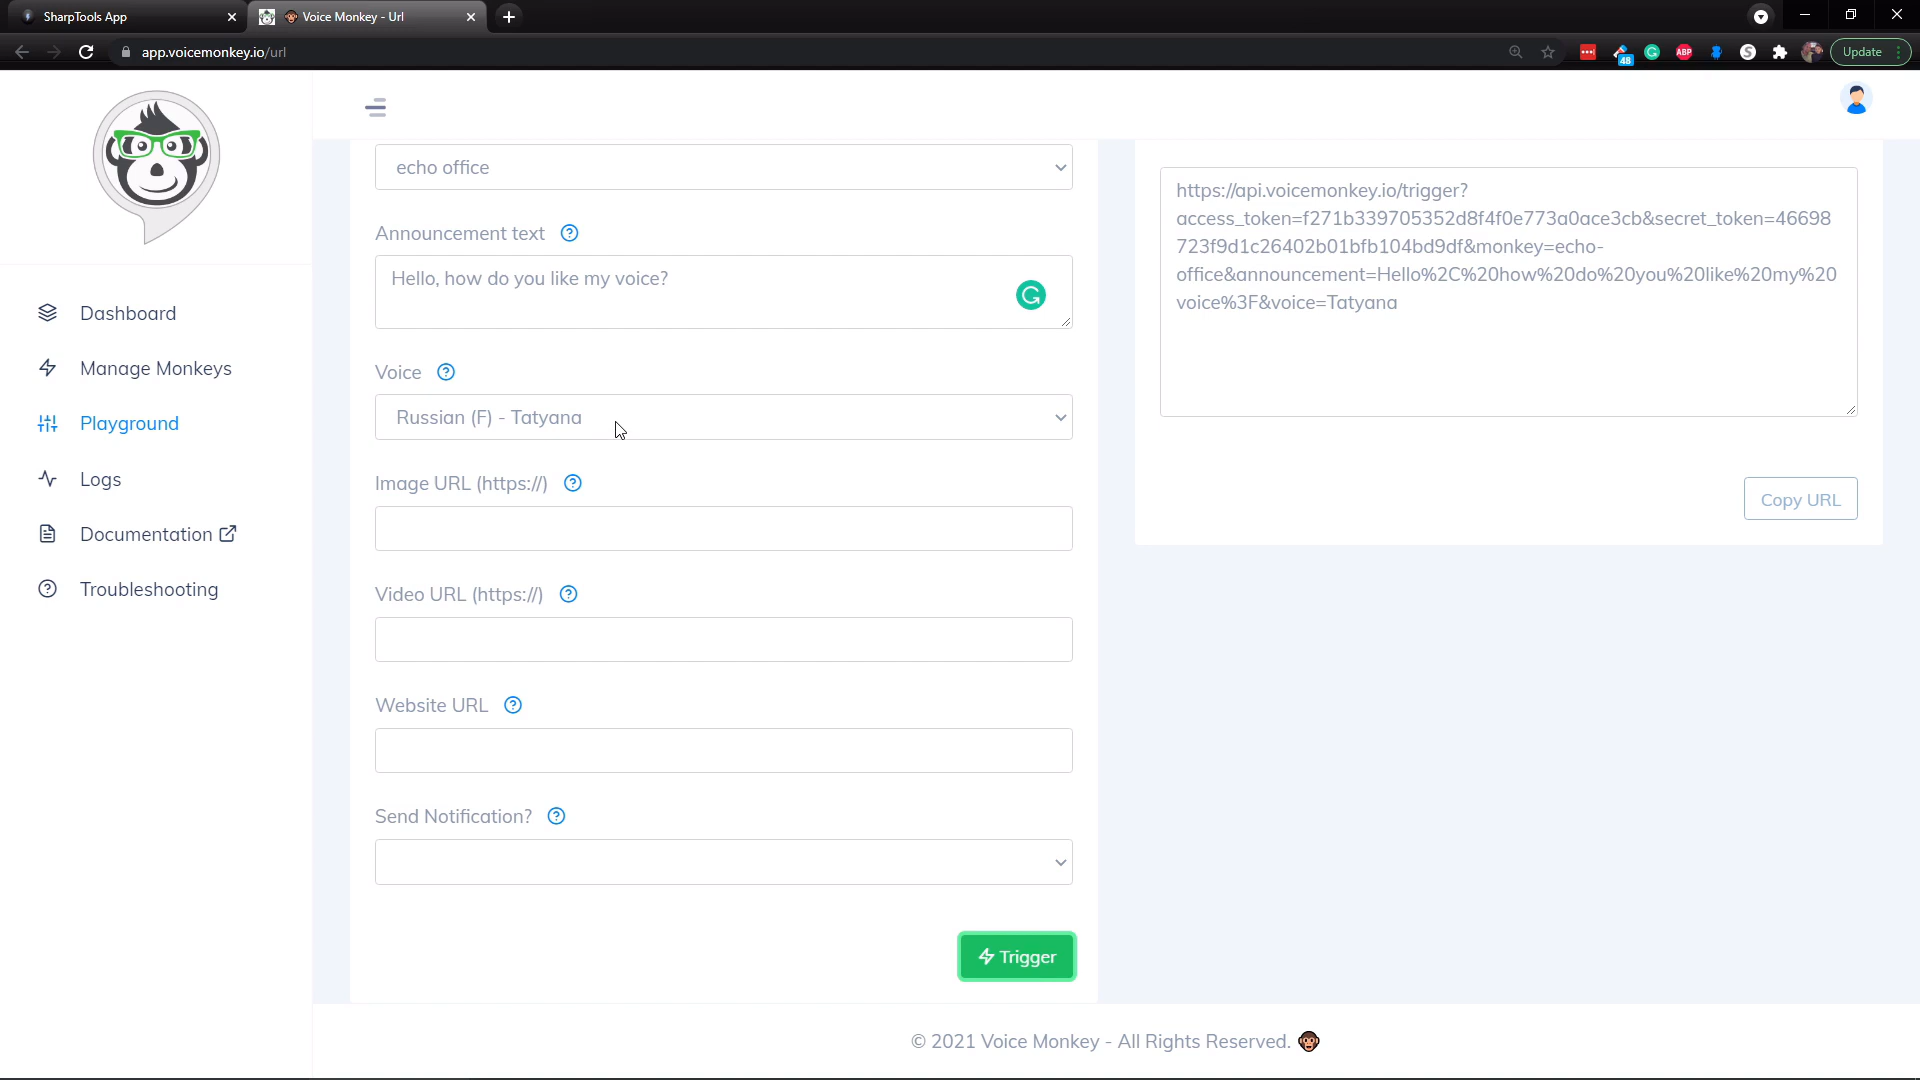 SharpTools App
Voice Monkey - Url
app.voicemonkey.io/url
48
ABP
Update
echo office
Announcement text
Hello, how do you like my voice?
Voice
Russian (F) - Tatyana
Image URL (https://)
Video URL (https://)
Website URL
Send Notification?
Trigger
Dashboard
Manage Monkeys
Playground
Logs
Documentation
Troubleshooting
https://api.voicemonkey.io/trigger?
access_token=f271b339705352d8f4f0e773a0ace3cb&secret_token=46698
723f9d1c26402b01bfb104bd9df&monkey=echo-
office&announcement=Hello%2C%20how%20do%20you%20like%20my%20
voice%3F&voice=Tatyana
Copy URL
© 2021 Voice Monkey - All Rights Reserved.